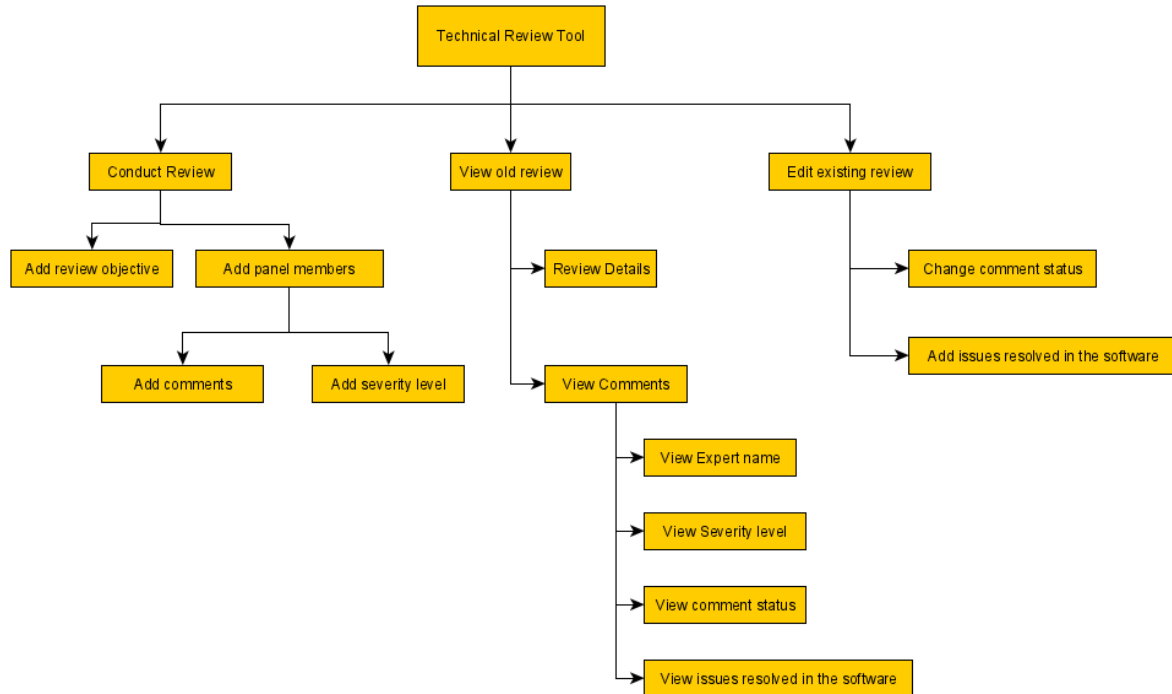 Technical Review Tool
Conduct Review
View old review
Edit existing review
Add review objective
Add panel members
Review Details
Change comment status
Add issues resolved in the software
Add comments
Add severity level
View Comments
View Expert name
View Severity level
View comment status
View issues resolved in the software